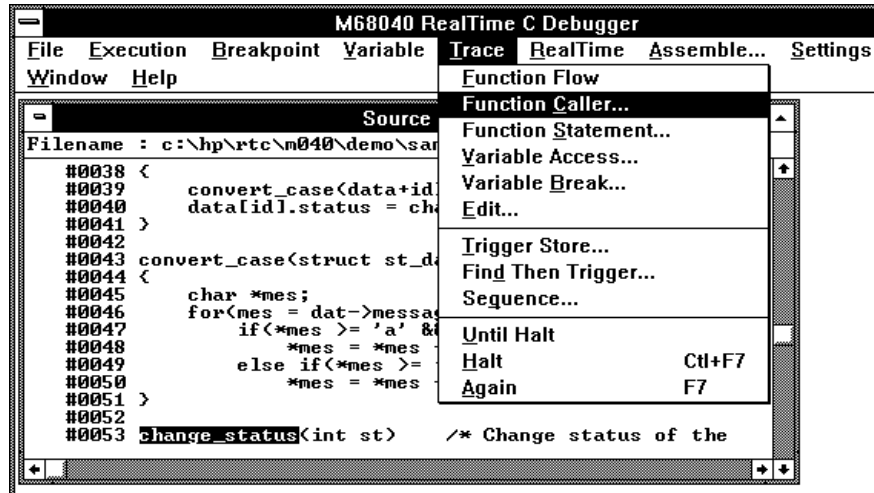 M68040 RealTime C Debugger
File Execution Breakpoint Variable Trace RealTime Assemble... Settings
Window Help
Function Flow
Function Caller...
Function Statement...
Variable Access...
Variable Break...
Edit...
Trigger Store...
Find Then Trigger...
Sequence...
Until Halt
Halt Ctl+F7
Again F7
Source
Filename : c:\hp\rtc\m040\demo\sam
#0038 {
#0039 convert_case(data+id]
#0040 data[id].status = cha
#0041 }
#0042
#0043 convert_case(struct st_da
#0044 {
#0045 char *mes;
#0046 for(mes = dat->messag
#0047 if(*mes >= 'a' &&
#0048 *mes = *mes -
#0049 else if(*mes >= '
#0050 *mes = *mes +
#0051 }
#0052
#0053 change_status(int st) /* Change status of the